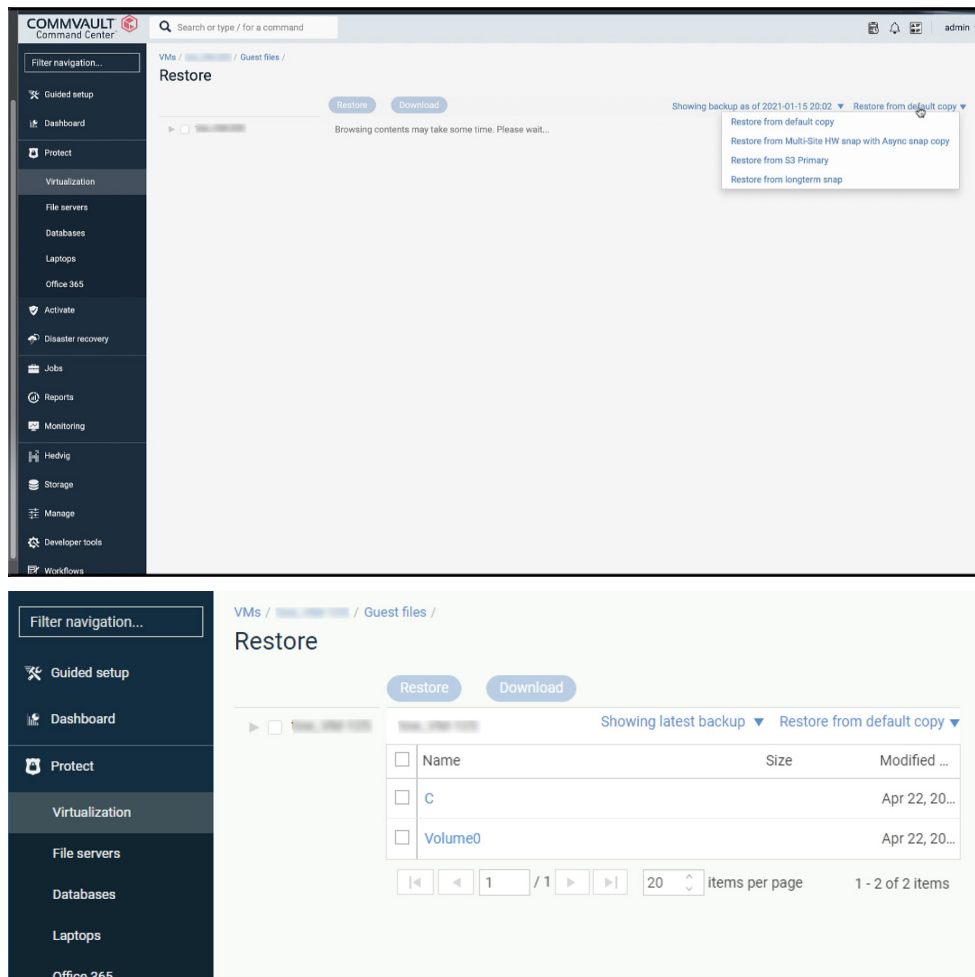 COMMVAULT
Command Center
Search or type / for a command
admin
Filter navigation...
VMs / / Guest files /
Restore
Guided setup
Dashboard
Protect
Virtualization
File servers
Databases
Laptops
Office 365
Activate
Disaster recovery
Jobs
Reports
Monitoring
Hedvig
Storage
Manage
Developer tools
Workflows
Restore Download
Showing backup as of 2021-01-15 20:02 Restore from default copy
Browsing contents may take some time. Please wait...
Restore from default copy
Restore from Multi-Site HW snap with Async snap copy
Restore from S3 Primary
Restore from longterm snap
Filter navigation...
VMs / / Guest files /
Restore
Guided setup
Dashboard
Protect
Virtualization
File servers
Databases
Laptops
Office 365
Restore Download
Showing latest backup Restore from default copy
Name Size Modified ...
C Apr 22, 20...
Volume0 Apr 22, 20...
1 / 1 20 items per page 1 - 2 of 2 items